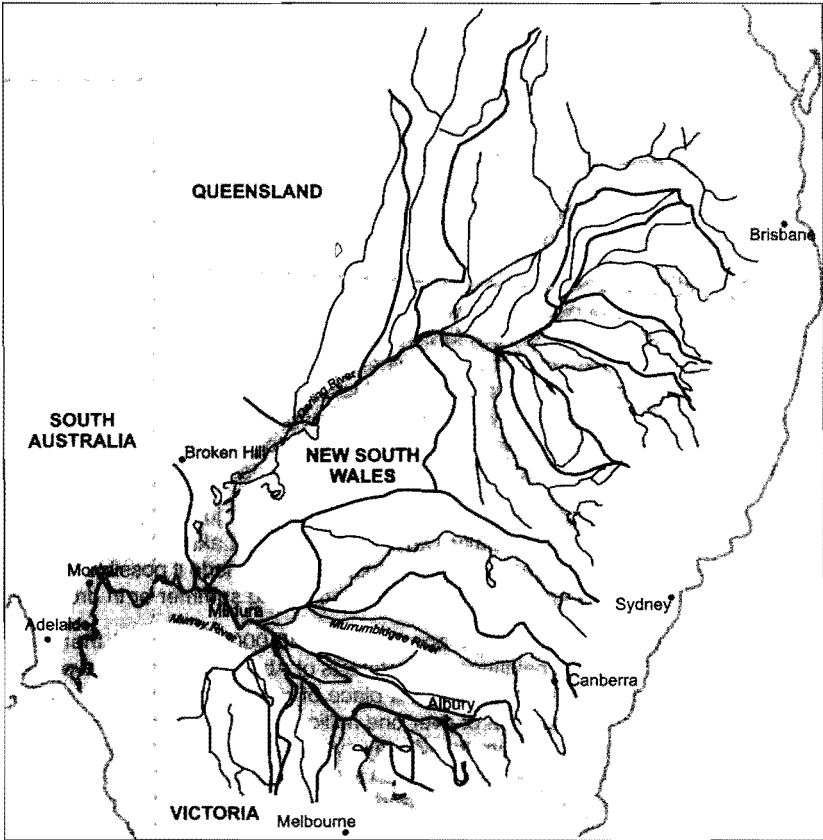 QUEENSLAND
Brisbane
Darling River
SOUTH
AUSTRALIA
Broken Hill
NEW SOUTH
WALES
Mildura
Sydney
Adelaide
Murray River
Murrumbidgee River
Canberra
Albury
VICTORIA
Melbourne